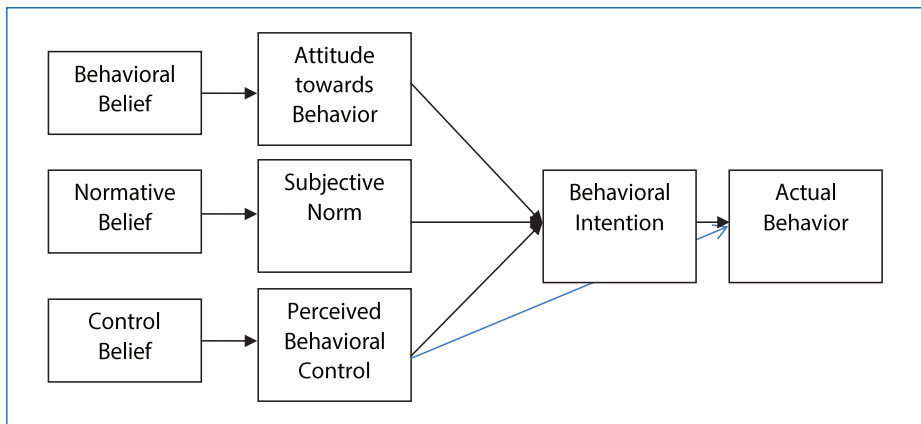 Behavioral
Belief
Attitude
towards
Behavior
Normative
Belief
Subjective
Norm
Behavioral
Intention
Actual
Behavior
Control
Belief
Perceived
Behavioral
Control